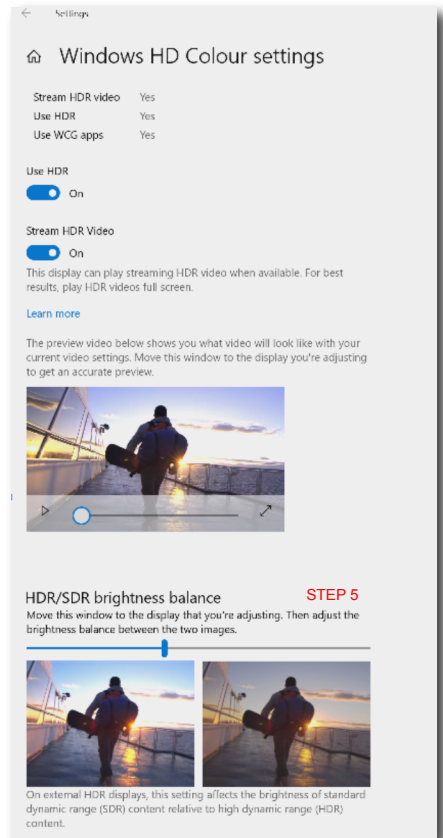 Settings
Windows HD Colour settings
Stream HDR video Yes
Use HDR Yes
Use WCG apps Yes
Use HDR
On
Stream HDR Video
On
This display can play streaming HDR video when available. For best
results, play HDR videos full screen.
Learn more
The preview video below shows you what video will look like with your
current video settings. Move this window to the display you're adjusting
to get an accurate preview.
HDR/SDR brightness balance STEP 5
Move this window to the display that you're adjusting. Then adjust the
brightness balance between the two images.
On external HDR displays, this setting affects the brightness of standard
dynamic range (SDR) content relative to high dynamic range (HDR)
content.